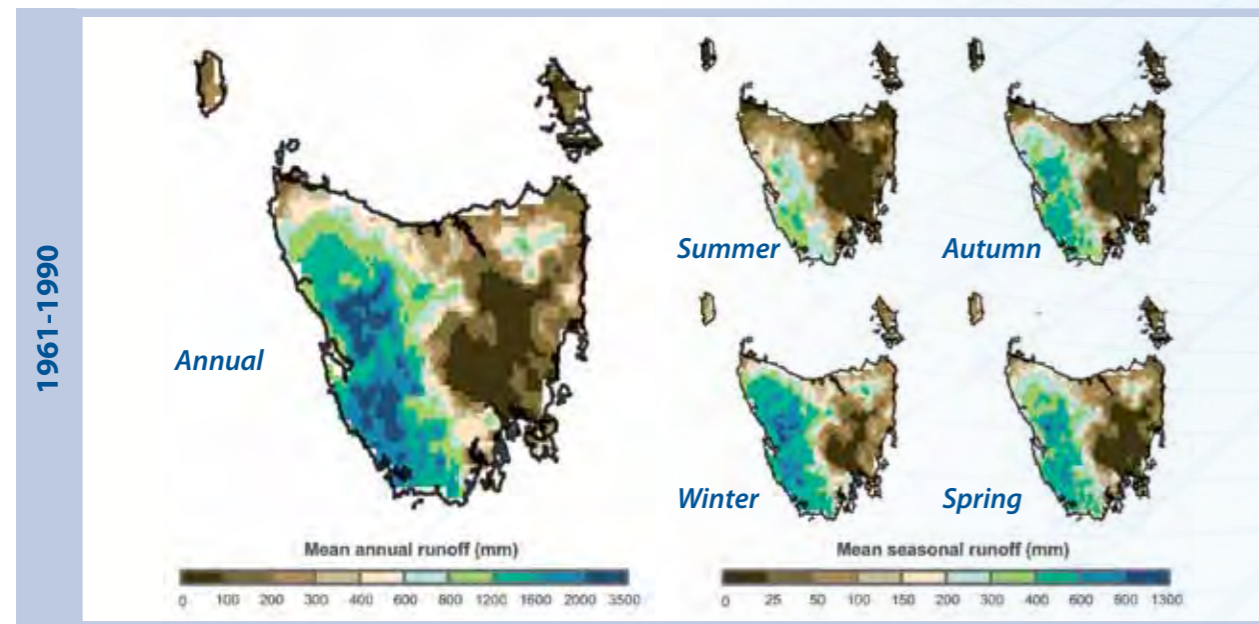 1961-1990
Annual
Summer
Autumn
Winter
Spring
Mean annual runoff (mm)
0 100 200 300 400 600 800 1200 1600 2000 3500
Mean seasonal runoff (mm)
0 25 50 100 150 200 300 400 600 800 1300